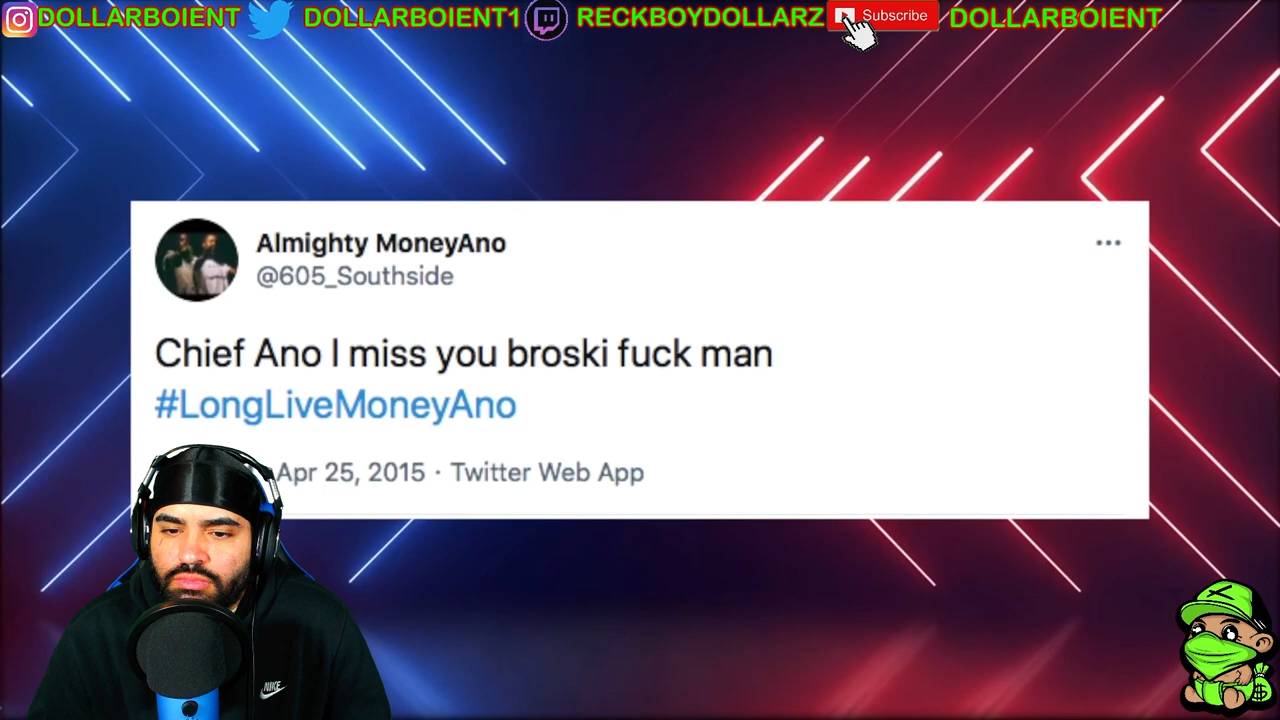 DOLLARBOIENT DOLLARBOIENT1 RECKBOYDOLLARZ Subscribe DOLLARBOIENT
Almighty MoneyAno
@605_Southside
Chief Ano I miss you broski fuck man
#LongLiveMoneyAno
Apr 25, 2015 · Twitter Web App
NIKE